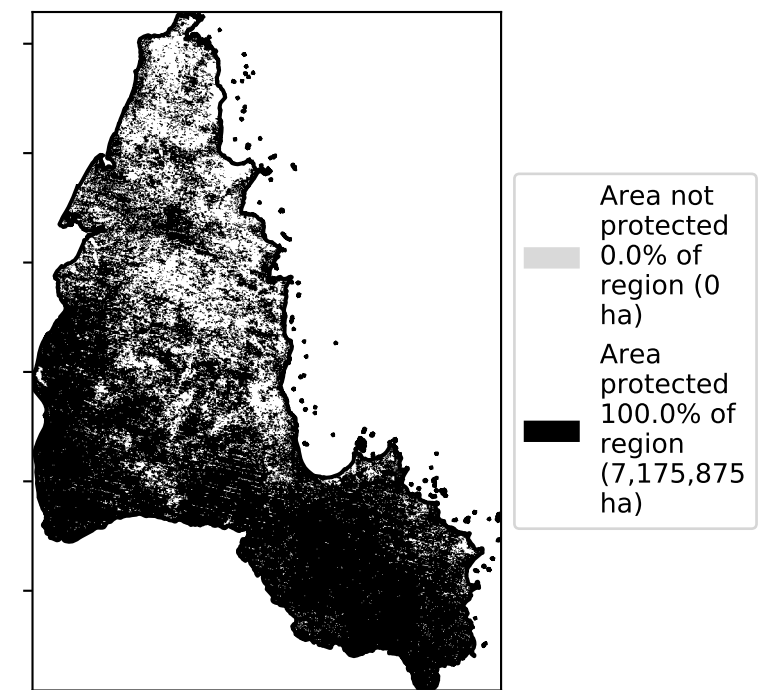 Area not
protected
0.0% of
region (0
ha)
Area
protected
100.0% of
region
(7,175,875
ha)